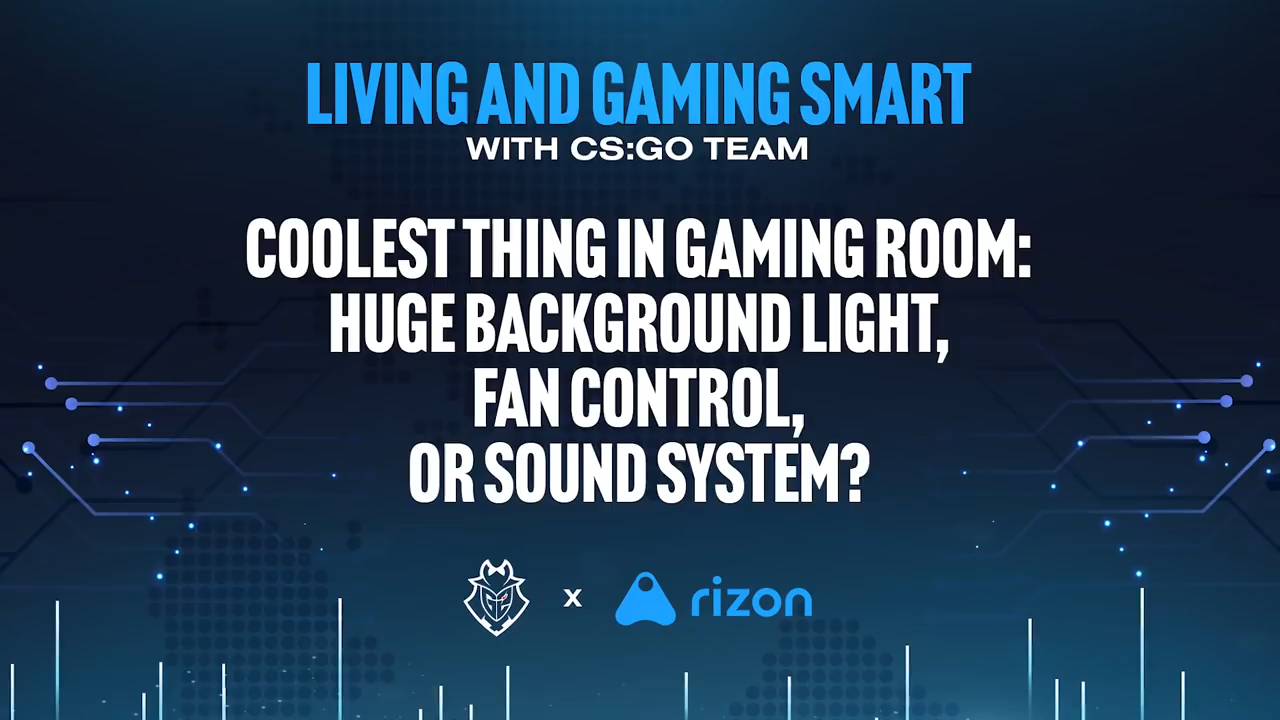 LIVING AND GAMING SMART
WITH CS:GO TEAM
COOLEST THING IN GAMING ROOM:
HUGE BACKGROUND LIGHT,
FAN CONTROL,
OR SOUND SYSTEM?
x rizon